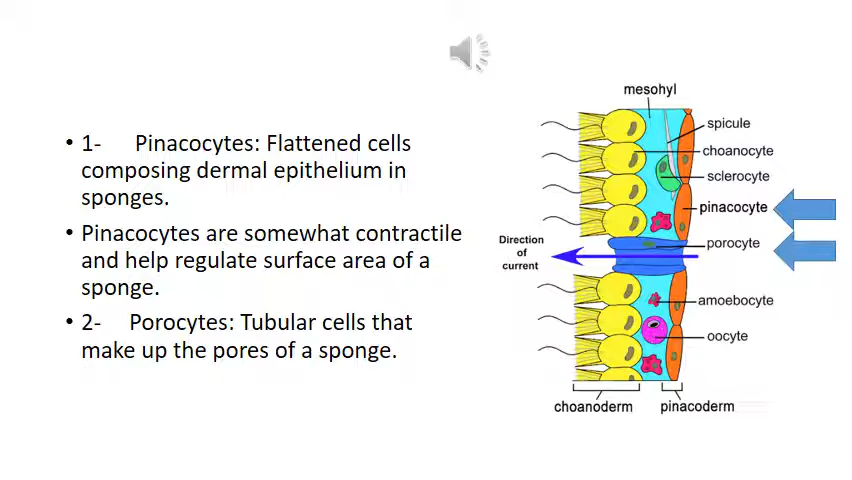 • 1- Pinacocytes: Flattened cells
composing dermal epithelium in
sponges.
• Pinacocytes are somewhat contractile
and help regulate surface area of a
sponge.
• 2- Porocytes: Tubular cells that
make up the pores of a sponge.
mesohyl
spicule
choanocyte
sclerocyte
pinacocyte
porocyte
Direction
of
current
amoebocyte
oocyte
choanoderm pinacoderm